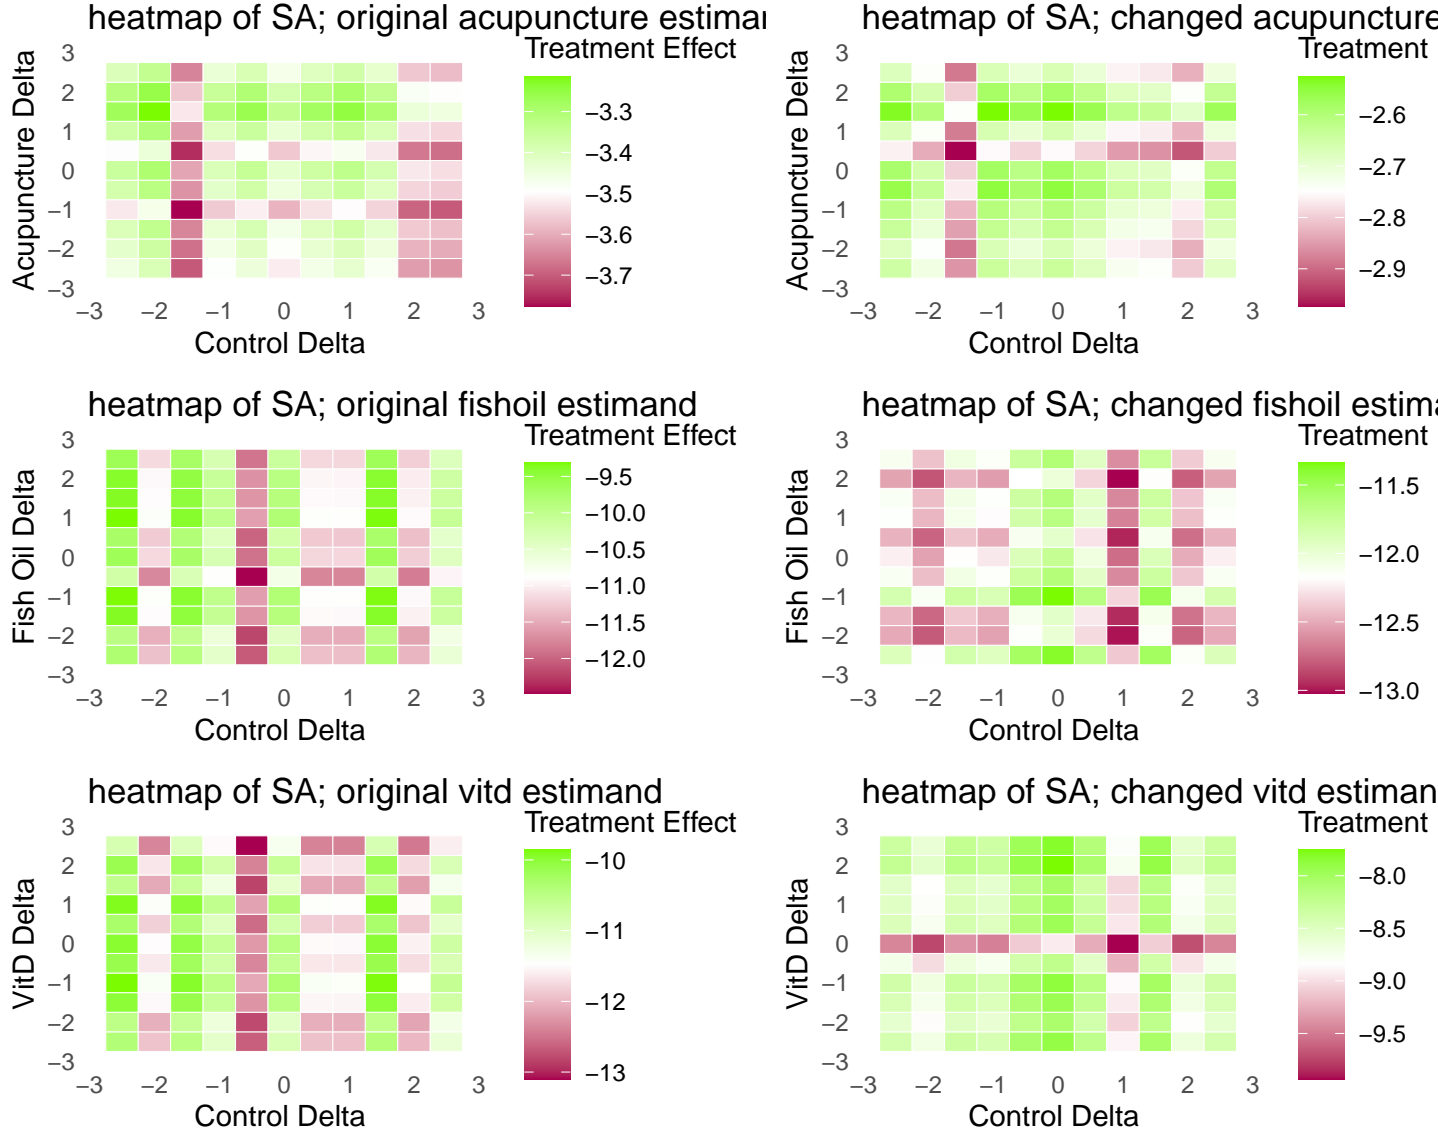 heatmap of SA; original acupuncture estimar
Treatment Effect
Acupuncture Delta
3
2
1
0
−1
−2
−3
−3 −2 −1 0 1 2 3
Control Delta
−3.3
−3.4
−3.5
−3.6
−3.7
heatmap of SA; changed acupuncture
Treatment
Acupuncture Delta
3
2
1
0
−1
−2
−3
−3 −2 −1 0 1 2 3
Control Delta
−2.6
−2.7
−2.8
−2.9
heatmap of SA; original fishoil estimand
Treatment Effect
Fish Oil Delta
3
2
1
0
−1
−2
−3
−3 −2 −1 0 1 2 3
Control Delta
−9.5
−10.0
−10.5
−11.0
−11.5
−12.0
heatmap of SA; changed fishoil estima
Treatment
Fish Oil Delta
3
2
1
0
−1
−2
−3
−3 −2 −1 0 1 2 3
Control Delta
−11.5
−12.0
−12.5
−13.0
heatmap of SA; original vitd estimand
Treatment Effect
VitD Delta
3
2
1
0
−1
−2
−3
−3 −2 −1 0 1 2 3
Control Delta
−10
−11
−12
−13
heatmap of SA; changed vitd estiman
Treatment
VitD Delta
3
2
1
0
−1
−2
−3
−3 −2 −1 0 1 2 3
Control Delta
−8.0
−8.5
−9.0
−9.5